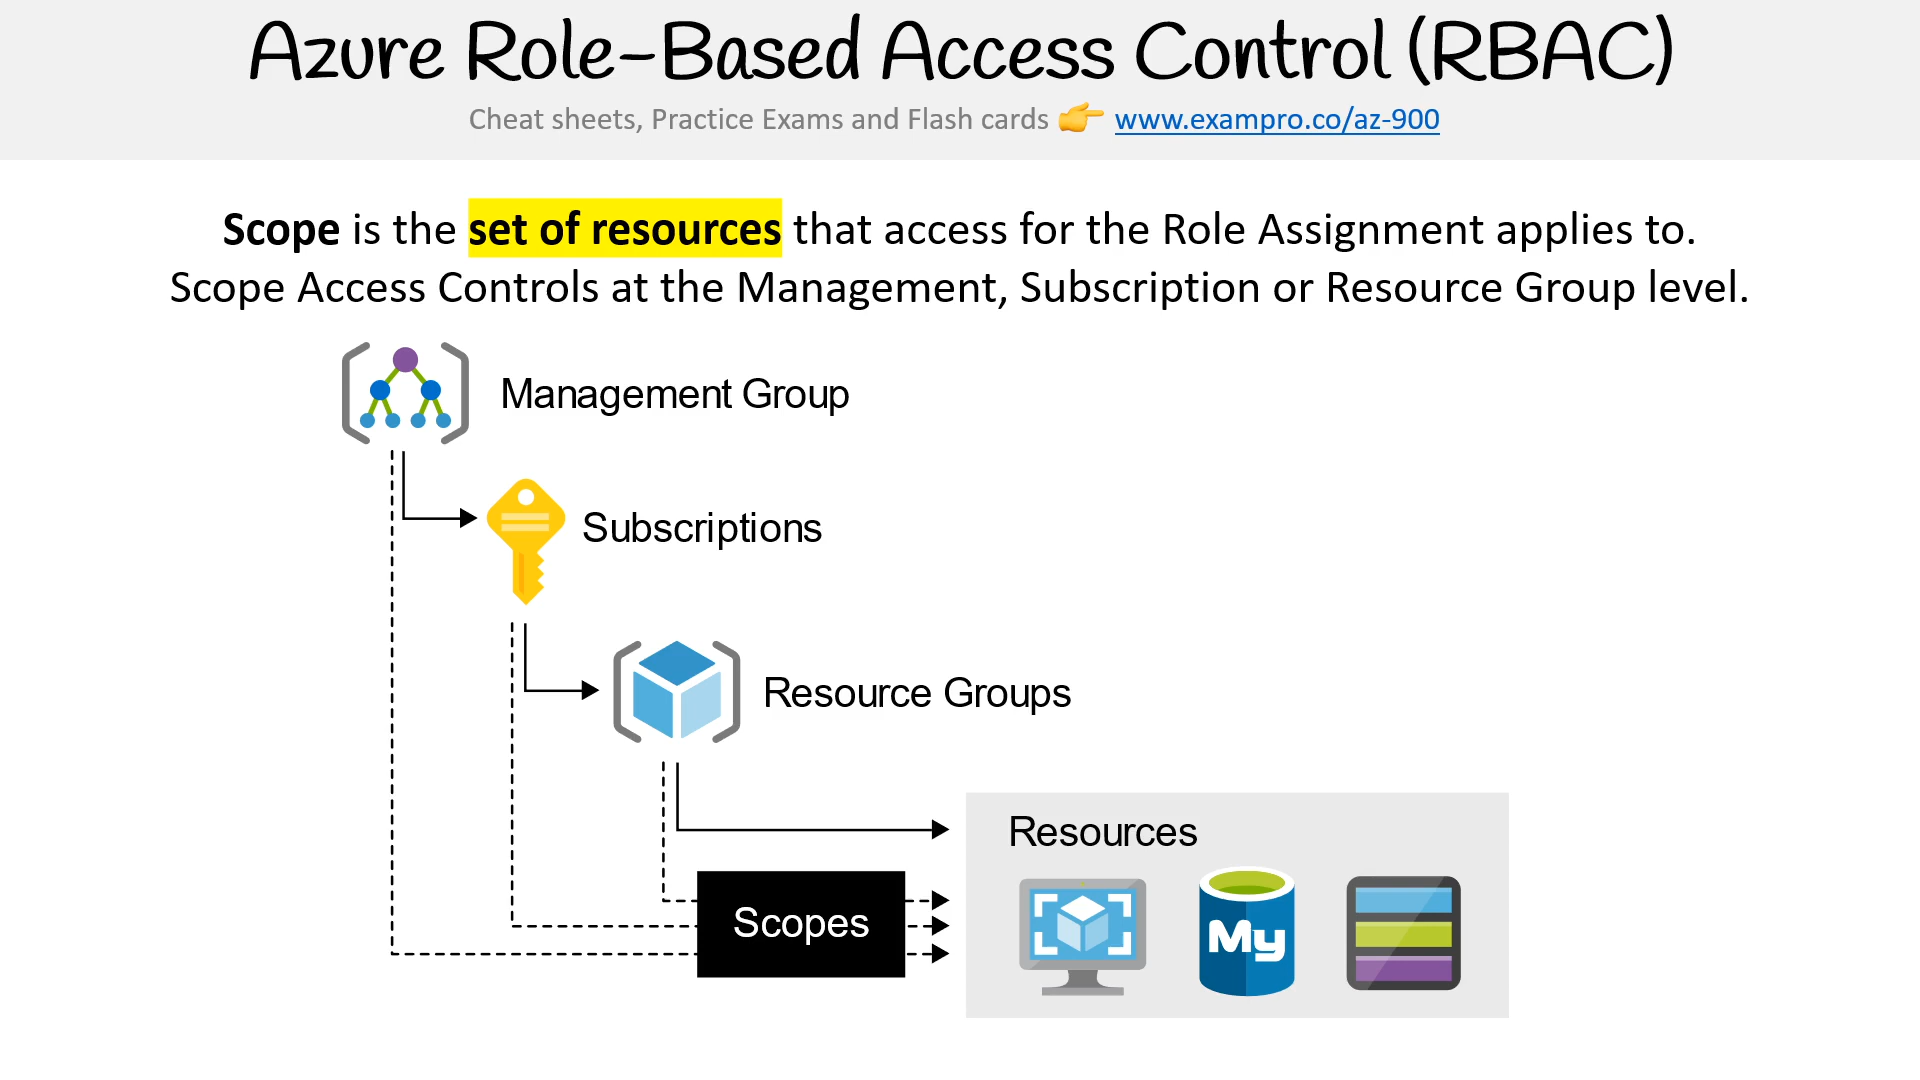 Azure Role-Based Access Control (RBAC)
Cheat sheets, Practice Exams and Flash cards 👉 www.exampro.co/az-900
Scope is the set of resources that access for the Role Assignment applies to.
Scope Access Controls at the Management, Subscription or Resource Group level.
Management Group
Subscriptions
Resource Groups
Resources
Scopes
My